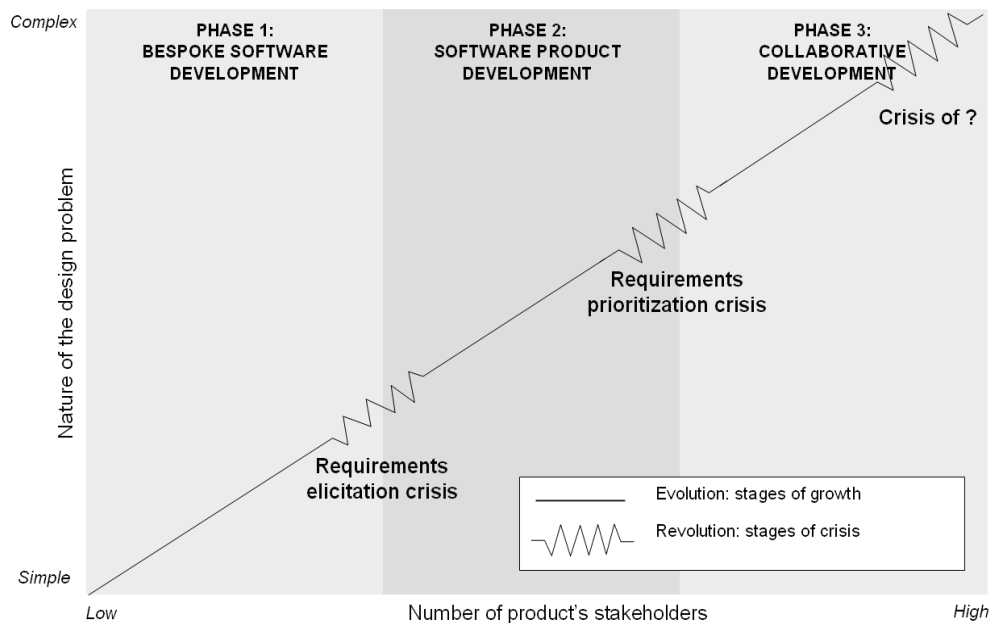 Complex
PHASE 1:
BESPOKE SOFTWARE
DEVELOPMENT
PHASE 2:
SOFTWARE PRODUCT
DEVELOPMENT
PHASE 3:
COLLABORATIVE
DEVELOPMENT
Crisis of ?
Nature of the design problem
Requirements
prioritization crisis
Requirements
elicitation crisis
Evolution: stages of growth
Revolution: stages of crisis
Simple
Low
Number of product's stakeholders
High